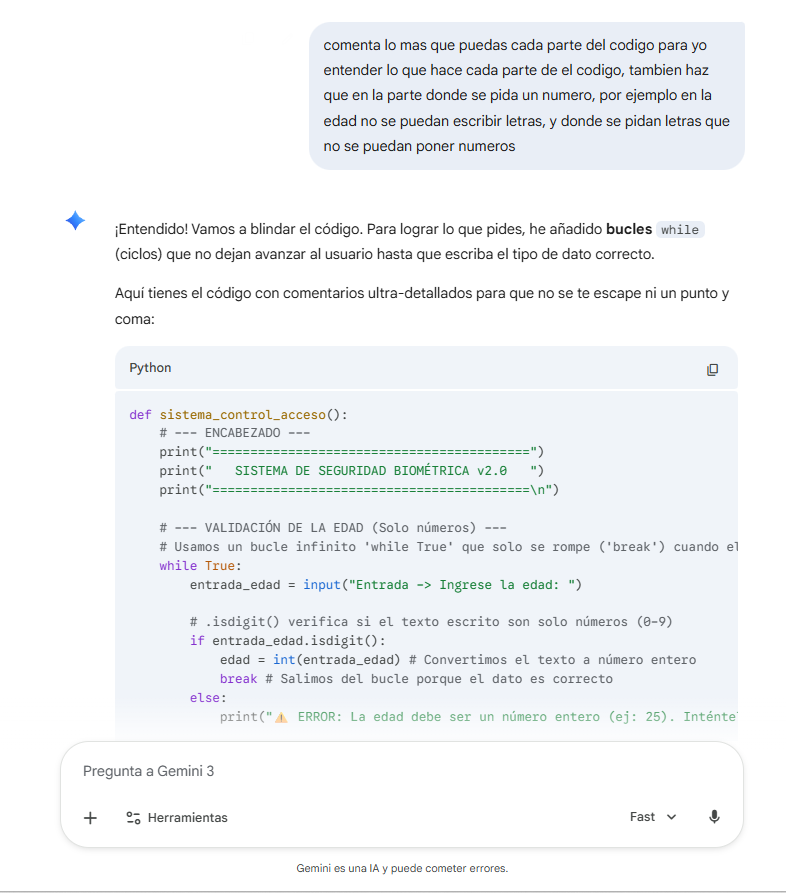 comenta lo mas que puedas cada parte del codigo para yo
entender lo que hace cada parte de el codigo, tambien haz
que en la parte donde se pida un numero, por ejemplo en la
edad no se puedan escribir letras, y donde se pidan letras que
no se puedan poner numeros
¡Entendido! Vamos a blindar el código. Para lograr lo que pides, he añadido bucles while
(ciclos) que no dejan avanzar al usuario hasta que escriba el tipo de dato correcto.
Aquí tienes el código con comentarios ultra-detallados para que no se te escape ni un punto y
coma:
Python
def sistema_control_acceso():
    # --- ENCABEZADO ---
    print("==========================================")
    print("   SISTEMA DE SEGURIDAD BIOMÉTRICA v2.0   ")
    print("==========================================\n")
    # --- VALIDACIÓN DE LA EDAD (Solo números) ---
    # Usamos un bucle infinito 'while True' que solo se rompe ('break') cuando el
    while True:
        entrada_edad = input("Entrada -> Ingrese la edad: ")
        # .isdigit() verifica si el texto escrito son solo números (0-9)
        if entrada_edad.isdigit():
            edad = int(entrada_edad) # Convertimos el texto a número entero
            break # Salimos del bucle porque el dato es correcto
        else:
            print("⚠️ ERROR: La edad debe ser un número entero (ej: 25). Inténte
Pregunta a Gemini 3
Herramientas
Fast
Gemini es una IA y puede cometer errores.